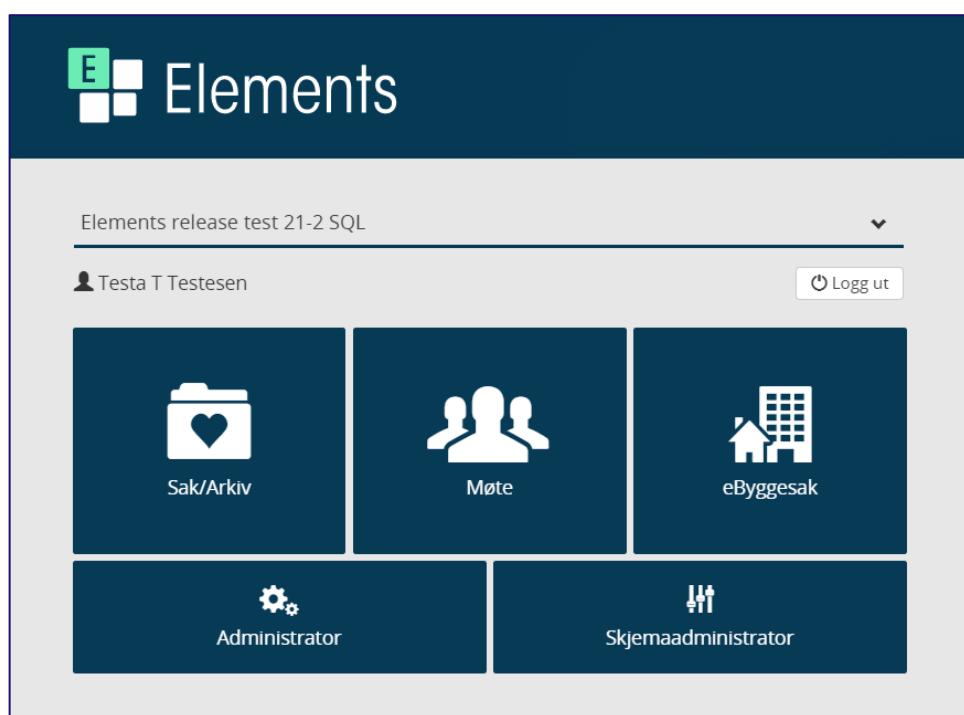 E
Elements
Elements release test 21-2 SQL
Testa T Testesen
Logg ut
Sak/Arkiv
Møte
eByggesak
Administrator
Skjemaadministrator